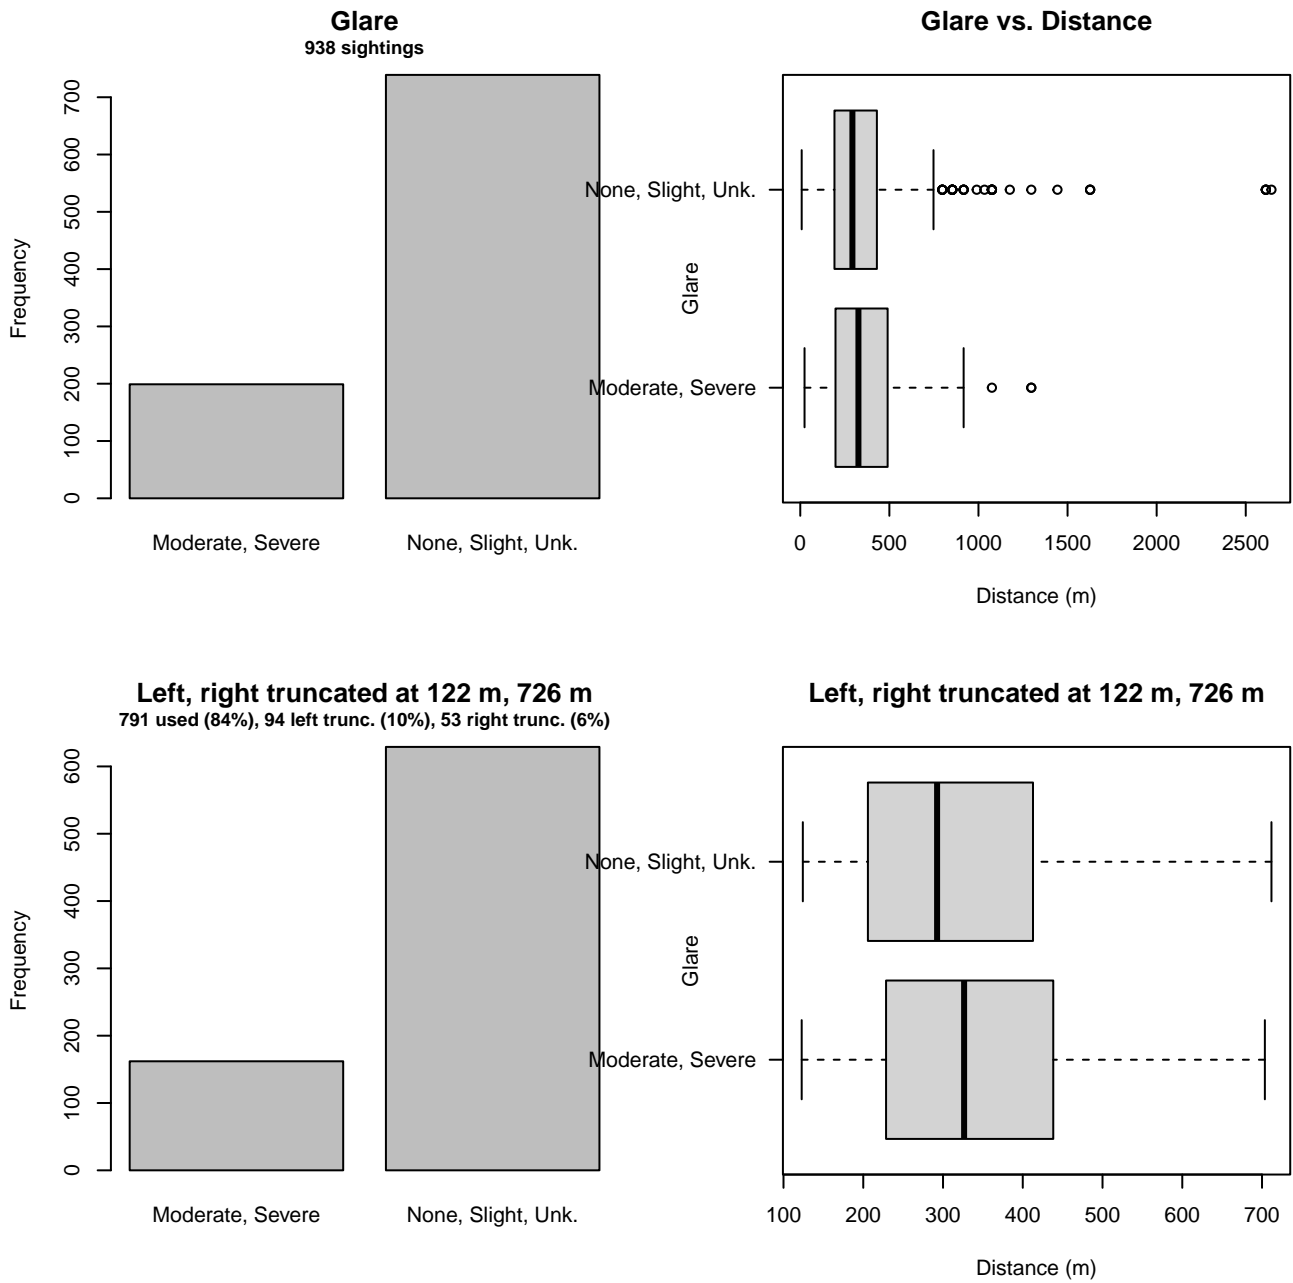 Glare
938 sightings
Frequency
0 100 200 300 400 500 600 700
Moderate, Severe None, Slight, Unk.
Glare vs. Distance
Glare
None, Slight, Unk.
Moderate, Severe
0 500 1000 1500 2000 2500
Distance (m)
Left, right truncated at 122 m, 726 m
791 used (84%), 94 left trunc. (10%), 53 right trunc. (6%)
Frequency
0 100 200 300 400 500 600
Moderate, Severe None, Slight, Unk.
Left, right truncated at 122 m, 726 m
Glare
None, Slight, Unk.
Moderate, Severe
100 200 300 400 500 600 700
Distance (m)